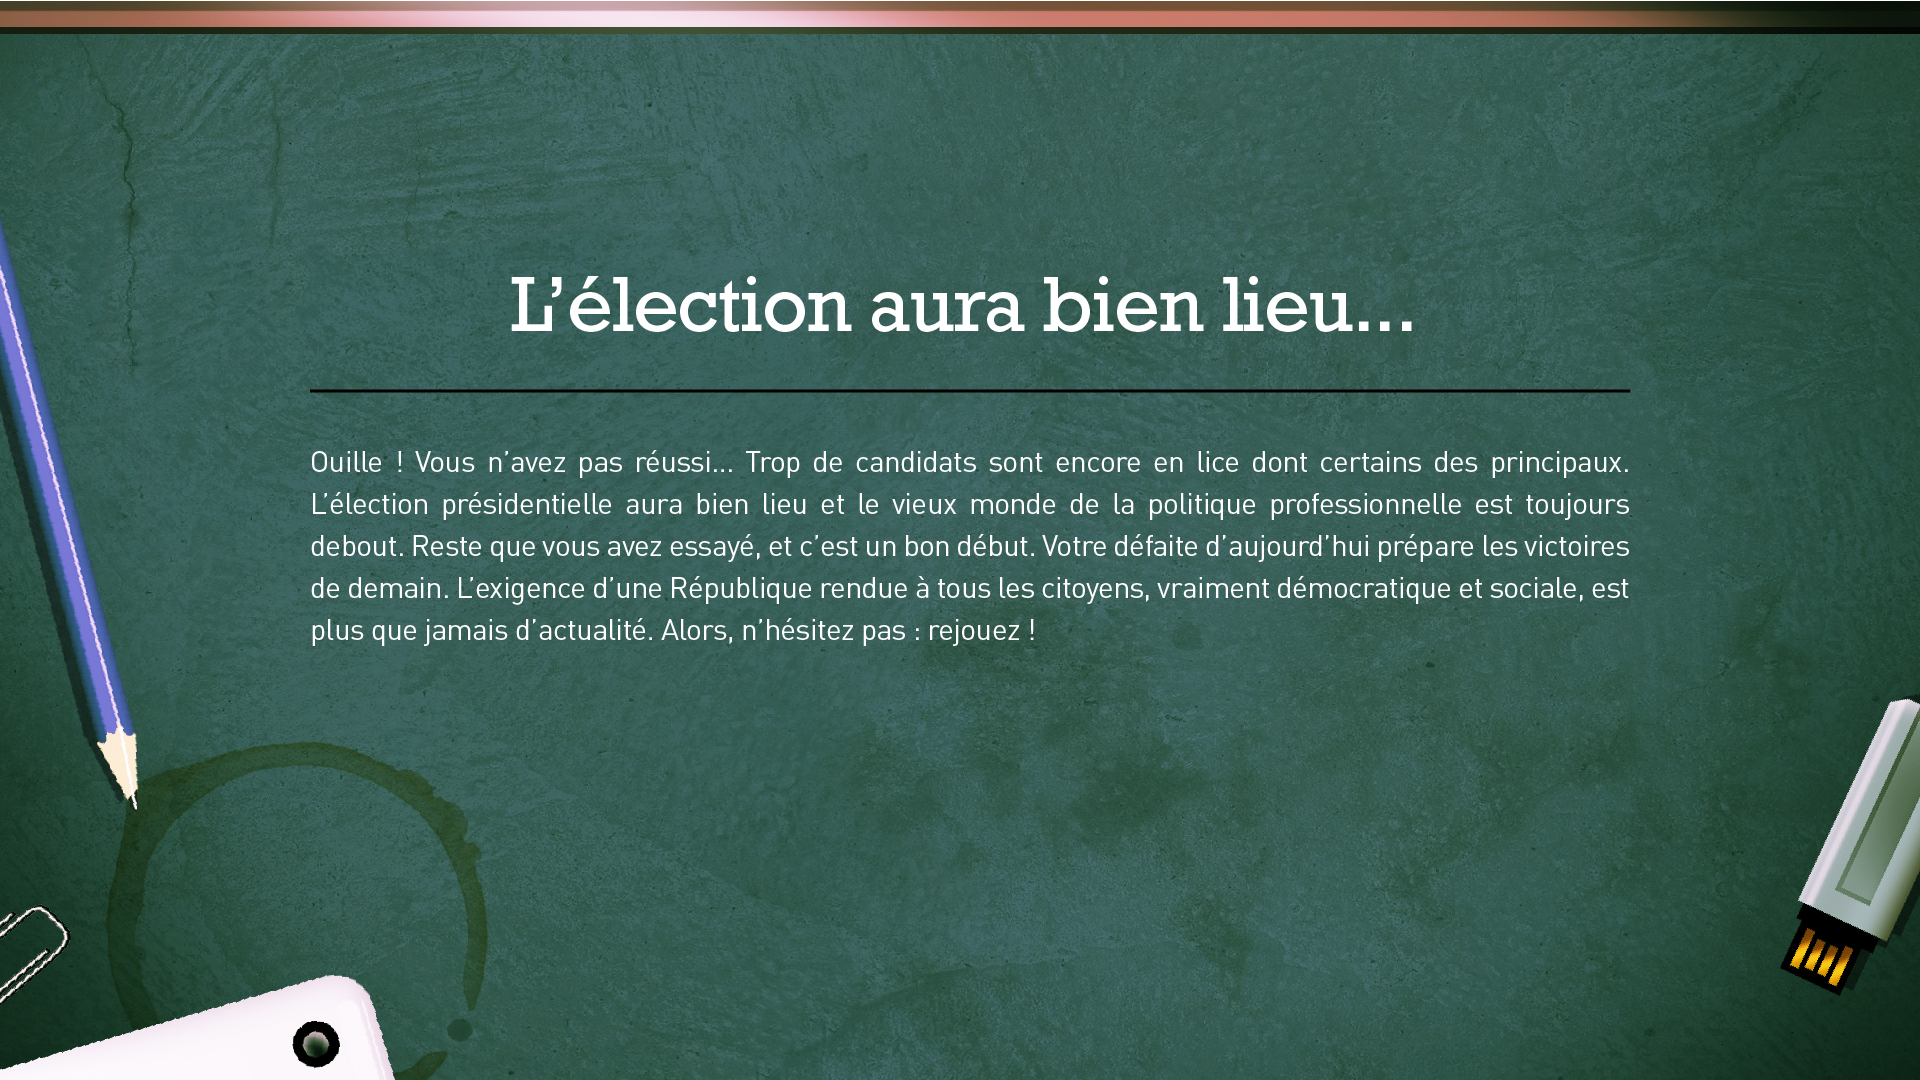 L’élection aura bien lieu...
Ouille ! Vous n’avez pas réussi... Trop de candidats sont encore en lice dont certains des principaux.
L’élection présidentielle aura bien lieu et le vieux monde de la politique professionnelle est toujours
debout. Reste que vous avez essayé, et c’est un bon début. Votre défaite d’aujourd’hui prépare les victoires
de demain. L’exigence d’une République rendue à tous les citoyens, vraiment démocratique et sociale, est
plus que jamais d’actualité. Alors, n’hésitez pas : rejouez !